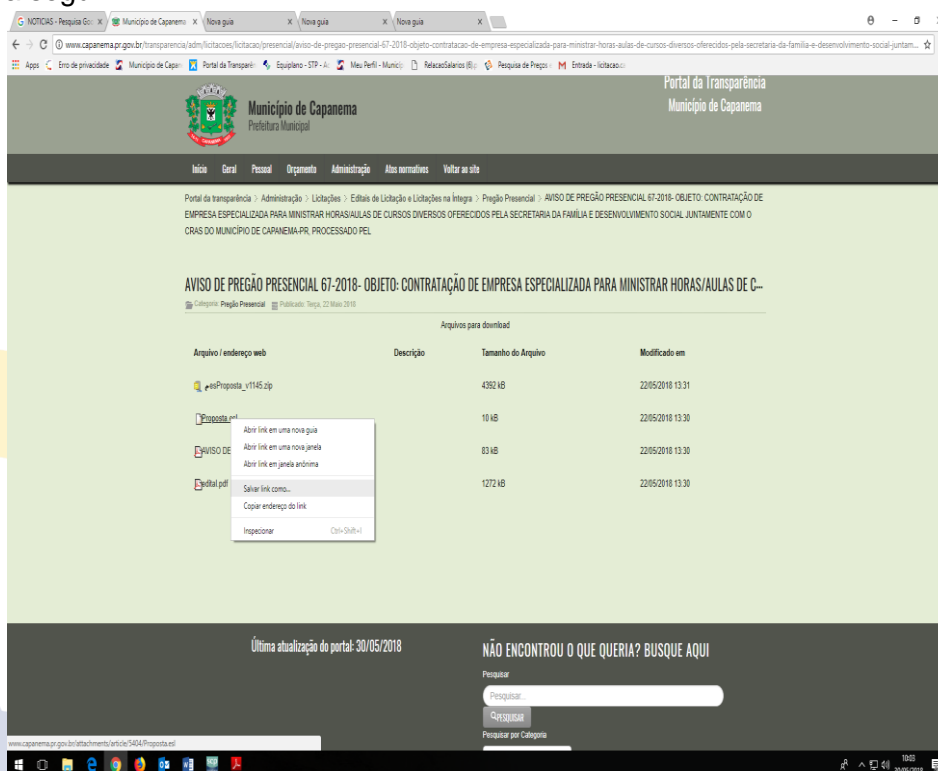 a segu
NOTICIAS - Pesquisa Go
Município de Capanema
Nova guia
Nova guia
Nova guia
www.capanema.pr.gov.br/transparencia/adm/licitacoes/licitacao/presencial/aviso-de-pregao-presencial-67-2018-objeto-contratacao-de-empresa-especializada-para-ministrar-horas-aulas-de-cursos-diversos-oferecidos-pela-secretaria-da-familia-e-desenvolvimento-social-juntam...
Apps
Erro de privacidade
Município de Capan
Portal da Transparên
Equiplano - STP - Ac
Meu Perfil - Municíp
RelacaoSalarios (8)
Pesquisa de Preços
Entrada - licitacao.c
Portal da Transparência
Município de Capanema
Município de Capanema
Prefeitura Municipal
Início Geral Pessoal Orçamento Administração Atos normativos Voltar ao site
Portal da transparência > Administração > Licitações > Editais de Licitação e Licitações na Íntegra > Pregão Presencial > AVISO DE PREGÃO PRESENCIAL 67-2018- OBJETO: CONTRATAÇÃO DE
EMPRESA ESPECIALIZADA PARA MINISTRAR HORAS/AULAS DE CURSOS DIVERSOS OFERECIDOS PELA SECRETARIA DA FAMÍLIA E DESENVOLVIMENTO SOCIAL JUNTAMENTE COM O
CRAS DO MUNICÍPIO DE CAPANEMA-PR, PROCESSADO PEL
AVISO DE PREGÃO PRESENCIAL 67-2018- OBJETO: CONTRATAÇÃO DE EMPRESA ESPECIALIZADA PARA MINISTRAR HORAS/AULAS DE C...
Categoria: Pregão Presencial Publicado: Terça, 22 Maio 2018
Arquivos para download
Arquivo / endereço web Descrição Tamanho do Arquivo Modificado em
esProposta_v1145.zip 4392 kB 22/05/2018 13:31
Proposta.esl 10 kB 22/05/2018 13:30
AVISO DE 83 kB 22/05/2018 13:30
edital.pdf 1272 kB 22/05/2018 13:30
Abrir link em uma nova guia
Abrir link em uma nova janela
Abrir link em janela anônima
Salvar link como...
Copiar endereço do link
Inspecionar Ctrl+Shift+I
Última atualização do portal: 30/05/2018
NÃO ENCONTROU O QUE QUERIA? BUSQUE AQUI
Pesquisar
Pesquisar...
PESQUISAR
Pesquisar por Categoria
www.capanema.pr.gov.br/attachments/article/5404/Proposta.esl
10:03
30/05/2018